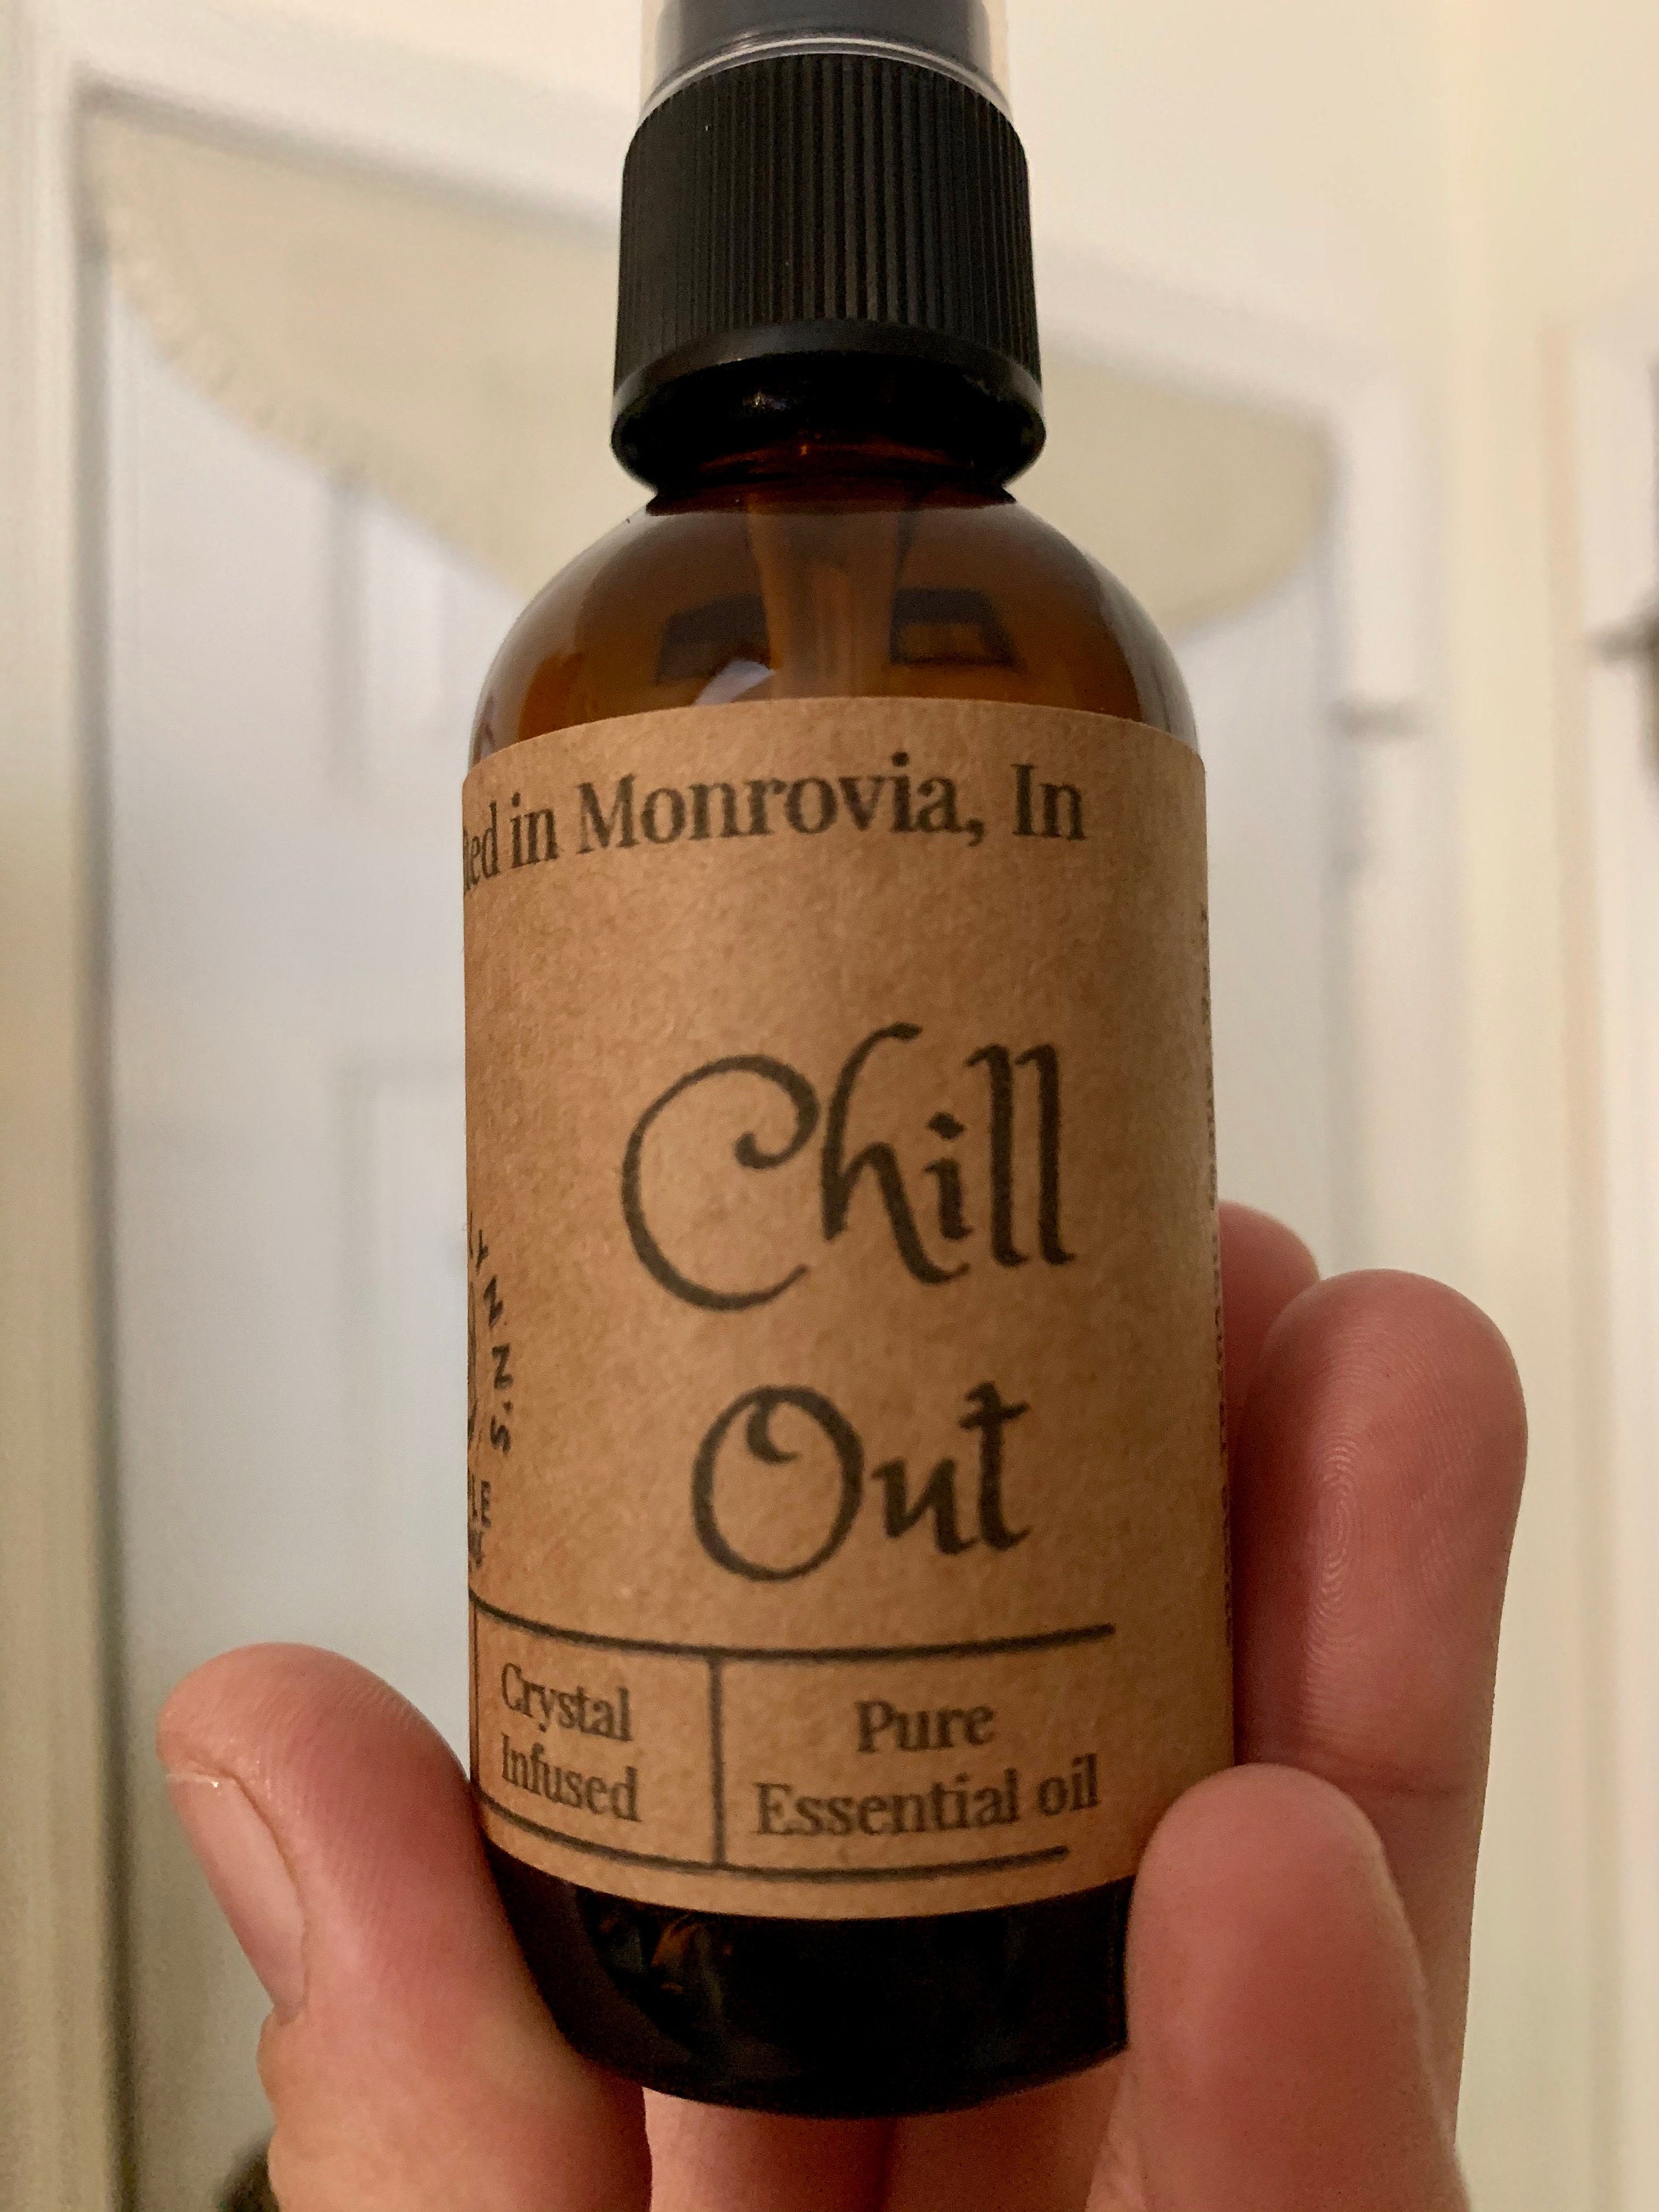 in Monrovia, In
Chill
Out
Crystal
Infused
Pure
Essential oil